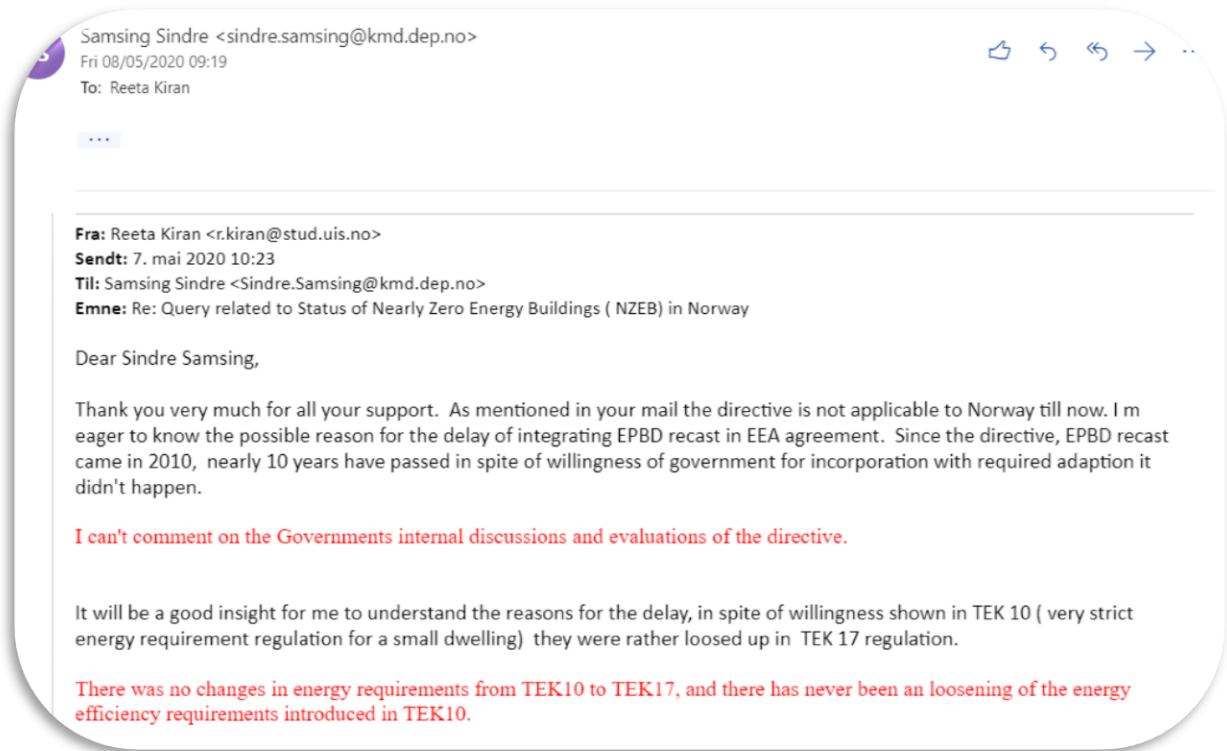 Samsing Sindre <sindre.samsing@kmd.dep.no>
Fri 08/05/2020 09:19
To: Reeta Kiran
...
Fra: Reeta Kiran <r.kiran@stud.uis.no>
Sendt: 7. mai 2020 10:23
Til: Samsing Sindre <Sindre.Samsing@kmd.dep.no>
Emne: Re: Query related to Status of Nearly Zero Energy Buildings ( NZEB) in Norway
Dear Sindre Samsing,
Thank you very much for all your support.  As mentioned in your mail the directive is not applicable to Norway till now. I m
eager to know the possible reason for the delay of integrating EPBD recast in EEA agreement.  Since the directive, EPBD recast
came in 2010,  nearly 10 years have passed in spite of willingness of government for incorporation with required adaption it
didn't happen.
I can't comment on the Governments internal discussions and evaluations of the directive.
It will be a good insight for me to understand the reasons for the delay, in spite of willingness shown in TEK 10 ( very strict
energy requirement regulation for a small dwelling)  they were rather loosed up in  TEK 17 regulation.
There was no changes in energy requirements from TEK10 to TEK17, and there has never been an loosening of the energy
efficiency requirements introduced in TEK10.